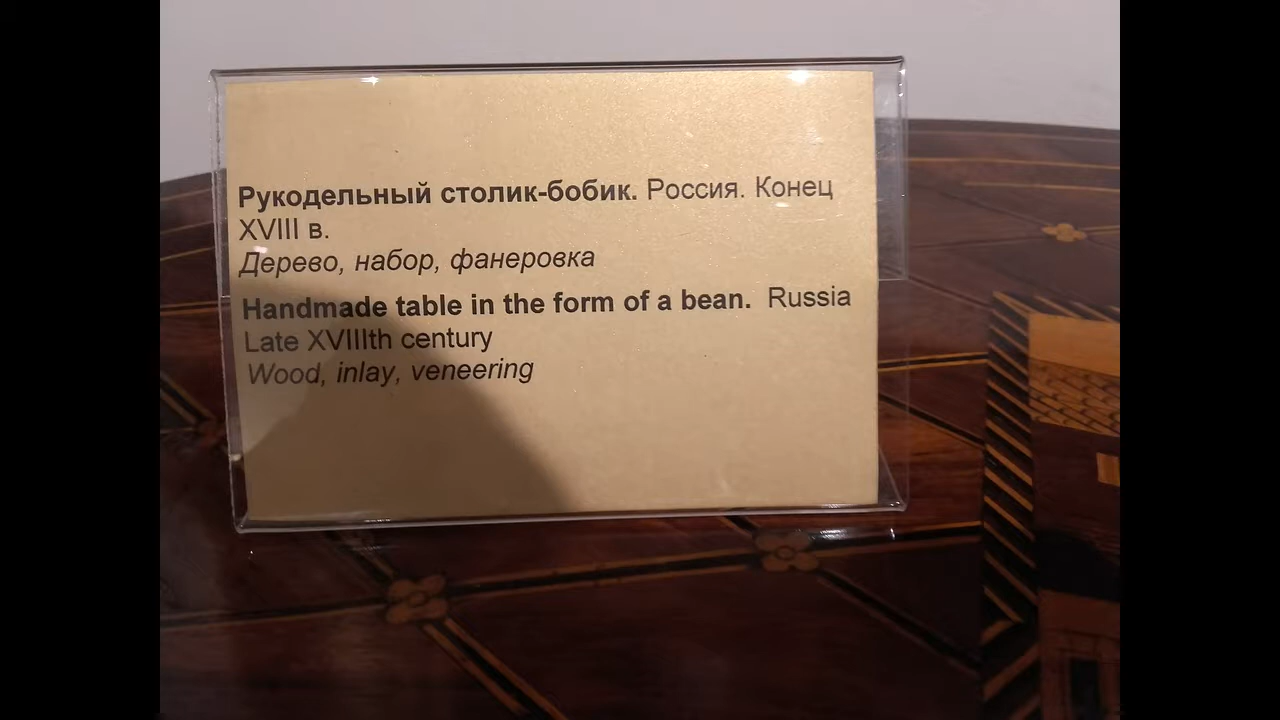 Рукодельный столик-бобик. Россия. Конец
XVIII в.
Дерево, набор, фанеровка
Handmade table in the form of a bean. Russia
Late XVIIIth century
Wood, inlay, veneering